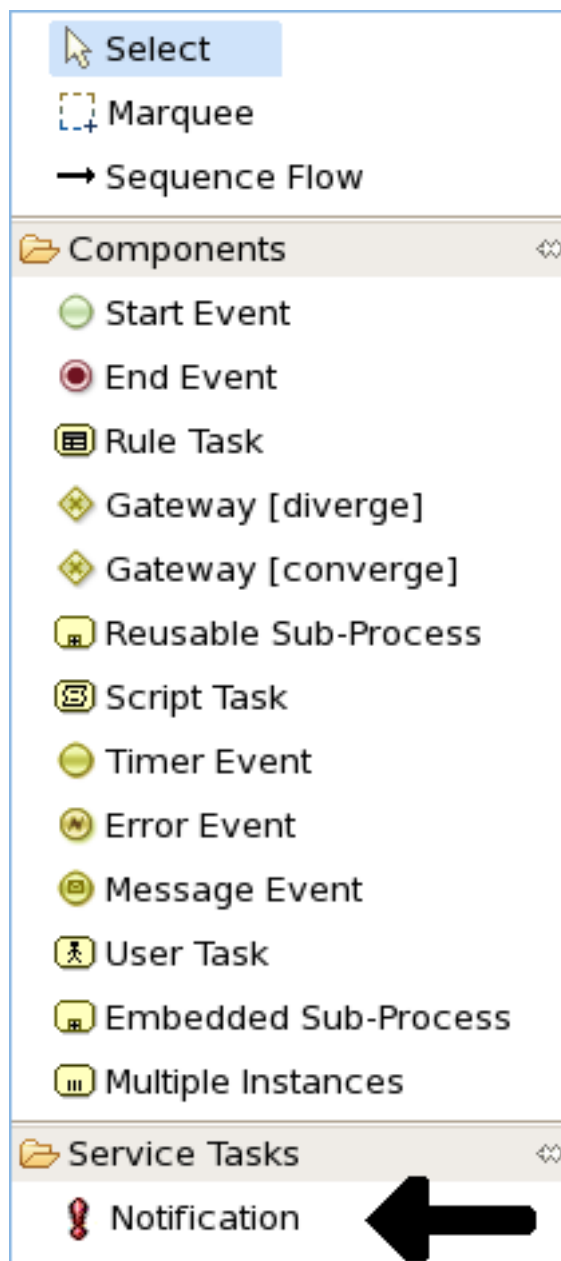 Select
Marquee
Sequence Flow
Components
Start Event
End Event
Rule Task
Gateway [diverge]
Gateway [converge]
Reusable Sub-Process
Script Task
Timer Event
Error Event
Message Event
User Task
Embedded Sub-Process
Multiple Instances
Service Tasks
Notification